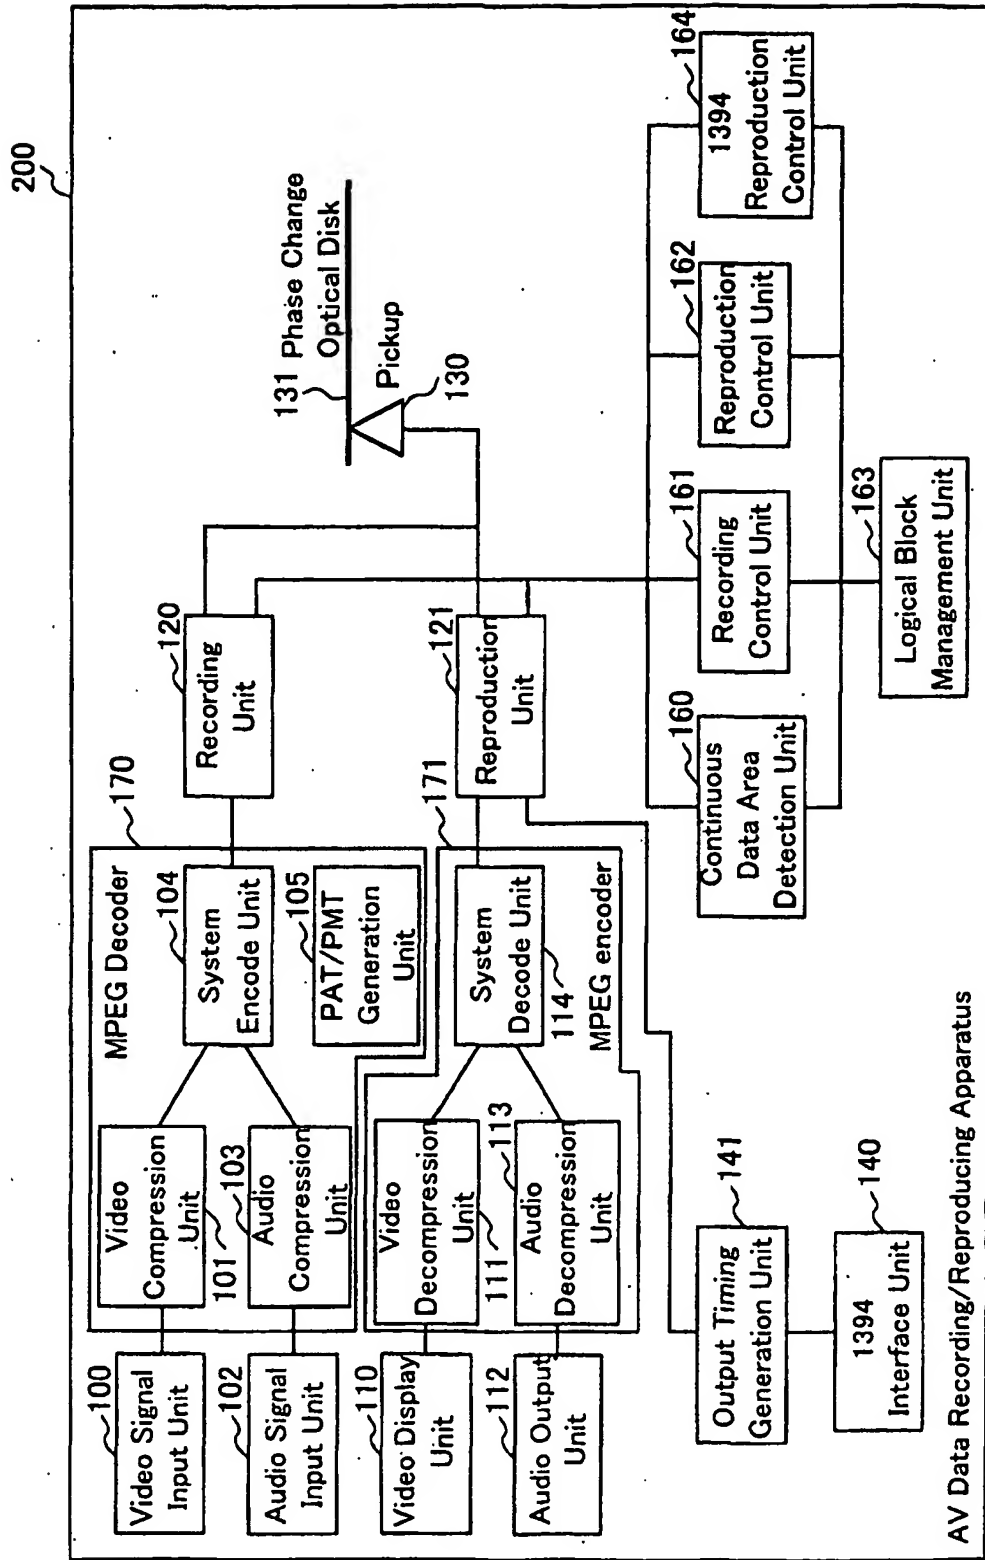 200
100
Video Signal
Input Unit
102
Audio Signal
Input Unit
110
Video Display
Unit
112
Audio Output
Unit
MPEG Decoder
170
Video
Compression
Unit
101
103
Audio
Compression
Unit
104
System
Encode Unit
105
PAT/PMT
Generation
Unit
120
Recording
Unit
131 Phase Change
Optical Disk
Pickup
130
Video
Decompression
Unit
111
113
Audio
Decompression
Unit
System
Decode Unit
114
MPEG encoder
171
121
Reproduction
Unit
141
Output Timing
Generation Unit
140
1394
Interface Unit
160
Continuous
Data Area
Detection Unit
161
Recording
Control Unit
162
Reproduction
Control Unit
164
1394
Reproduction
Control Unit
163
Logical Block
Management Unit
AV Data Recording/Reproducing Apparatus